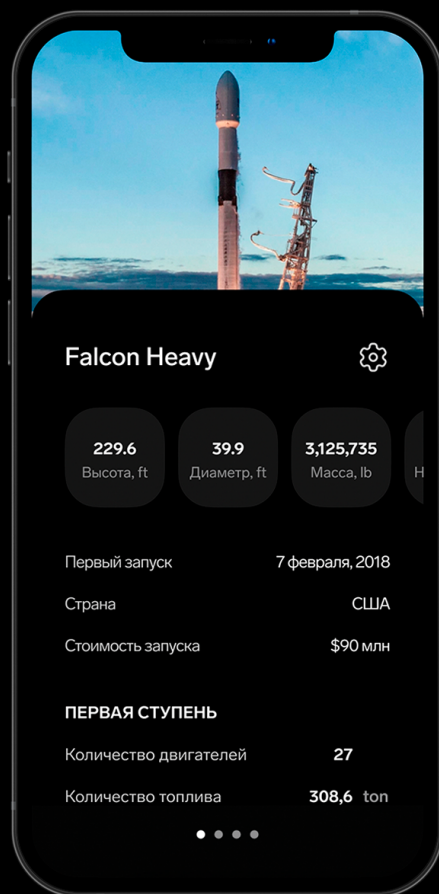 Falcon Heavy
229.6
Высота, ft
39.9
Диаметр, ft
3,125,735
Масса, lb
Н
Первый запуск 7 февраля, 2018
Страна США
Стоимость запуска $90 млн
ПЕРВАЯ СТУПЕНЬ
Количество двигателей 27
Количество топлива 308,6 ton